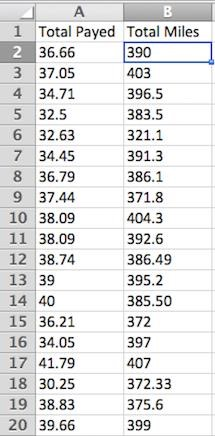 A B
1 Total Payed Total Miles
2 36.66 390
3 37.05 403
4 34.71 396.5
5 32.5 383.5
6 32.63 321.1
7 34.45 391.3
8 36.79 386.1
9 37.44 371.8
10 38.09 404.3
11 38.09 392.6
12 38.74 386.49
13 39 395.2
14 40 385.50
15 36.21 372
16 34.05 397
17 41.79 407
18 30.25 372.33
19 38.83 375.6
20 39.66 399